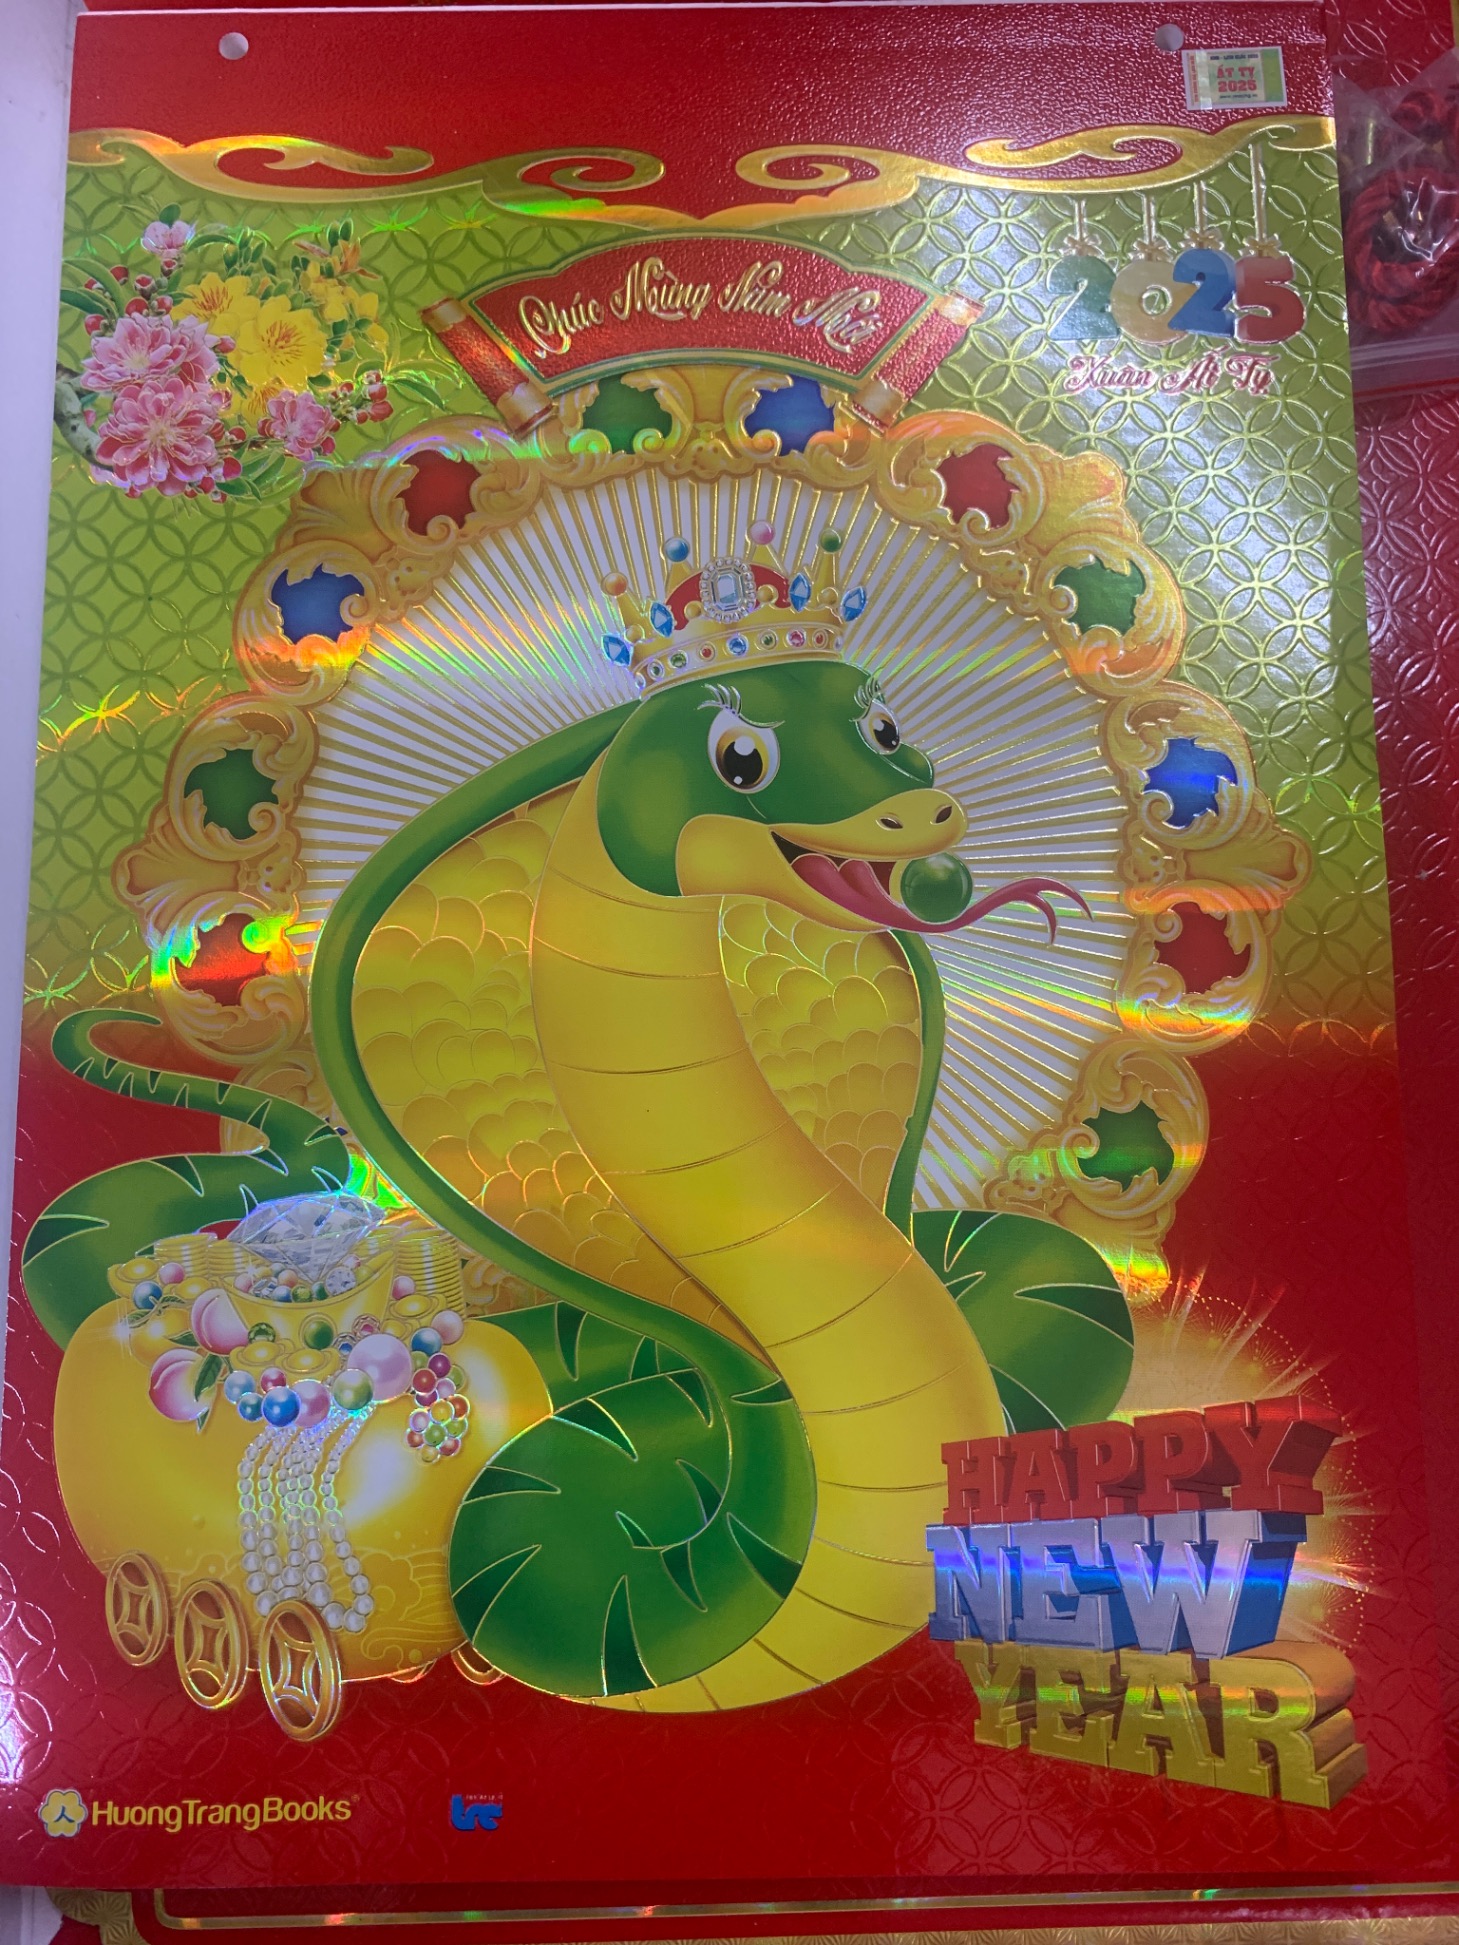 ẤT TỴ
2025
Chúc Mừng Năm Mới
2025
Xuân Ất Tỵ
HAPPY
NEW
YEAR
HuongTrangBooks